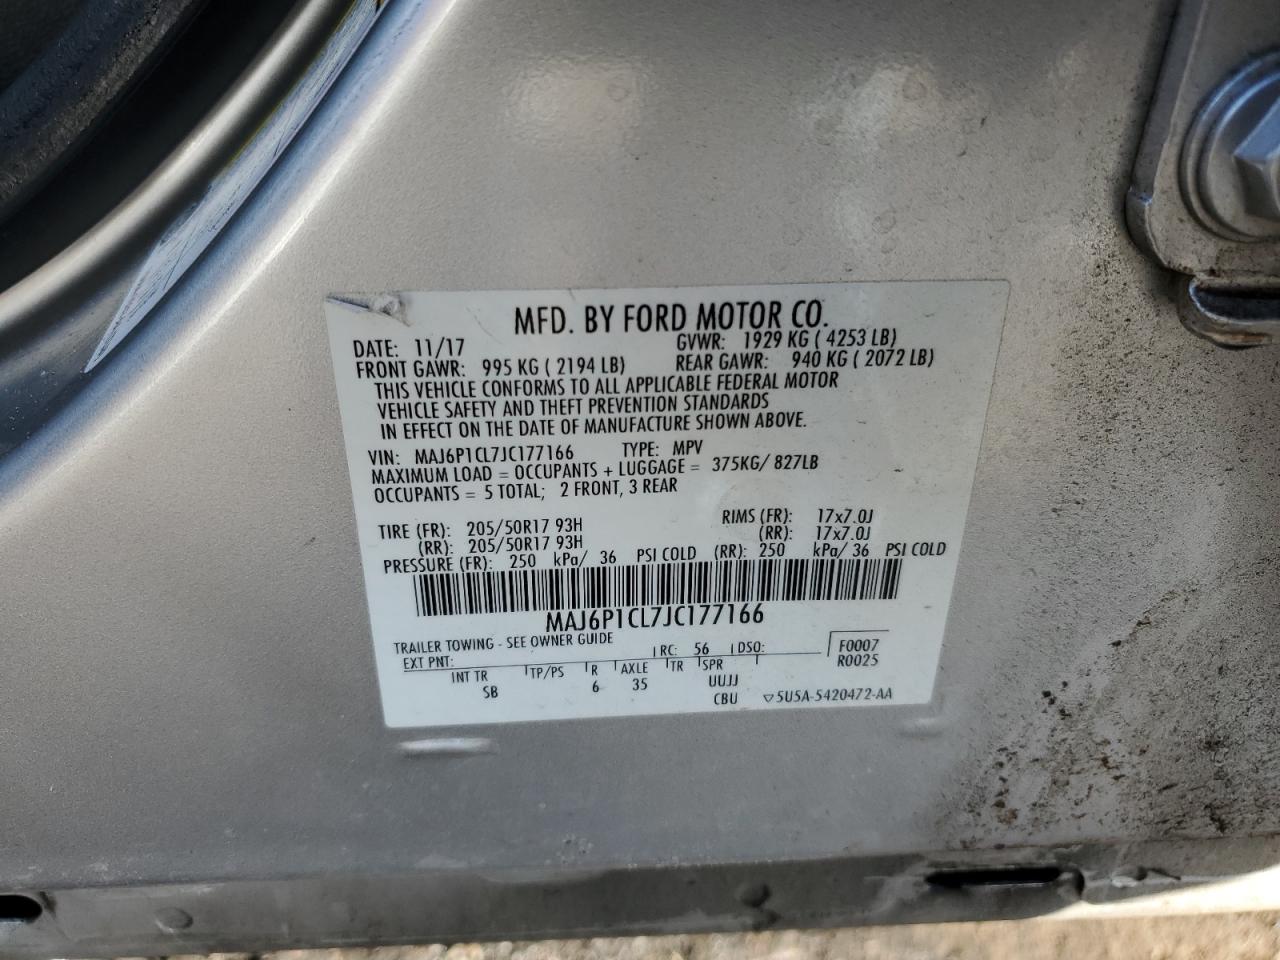 MFD. BY FORD MOTOR CO.
DATE: 11/17 GVWR: 1929 KG ( 4253 LB)
FRONT GAWR: 995 KG ( 2194 LB) REAR GAWR: 940 KG ( 2072 LB)
THIS VEHICLE CONFORMS TO ALL APPLICABLE FEDERAL MOTOR
VEHICLE SAFETY AND THEFT PREVENTION STANDARDS
IN EFFECT ON THE DATE OF MANUFACTURE SHOWN ABOVE.
VIN: MAJ6P1CL7JC177166 TYPE: MPV
MAXIMUM LOAD = OCCUPANTS + LUGGAGE = 375KG/ 827LB
OCCUPANTS = 5 TOTAL; 2 FRONT, 3 REAR
TIRE (FR): 205/50R17 93H RIMS (FR): 17x7.0J
(RR): 205/50R17 93H (RR): 17x7.0J
PRESSURE (FR): 250 kPa/ 36 PSI COLD (RR): 250 kPa/ 36 PSI COLD
MAJ6P1CL7JC177166
TRAILER TOWING - SEE OWNER GUIDE
EXT PNT: RC: 56 DSO: F0007
R0025
INT TR TP/PS R AXLE TR SPR
SB 6 35 UUJJ
CBU 5U5A-5420472-AA